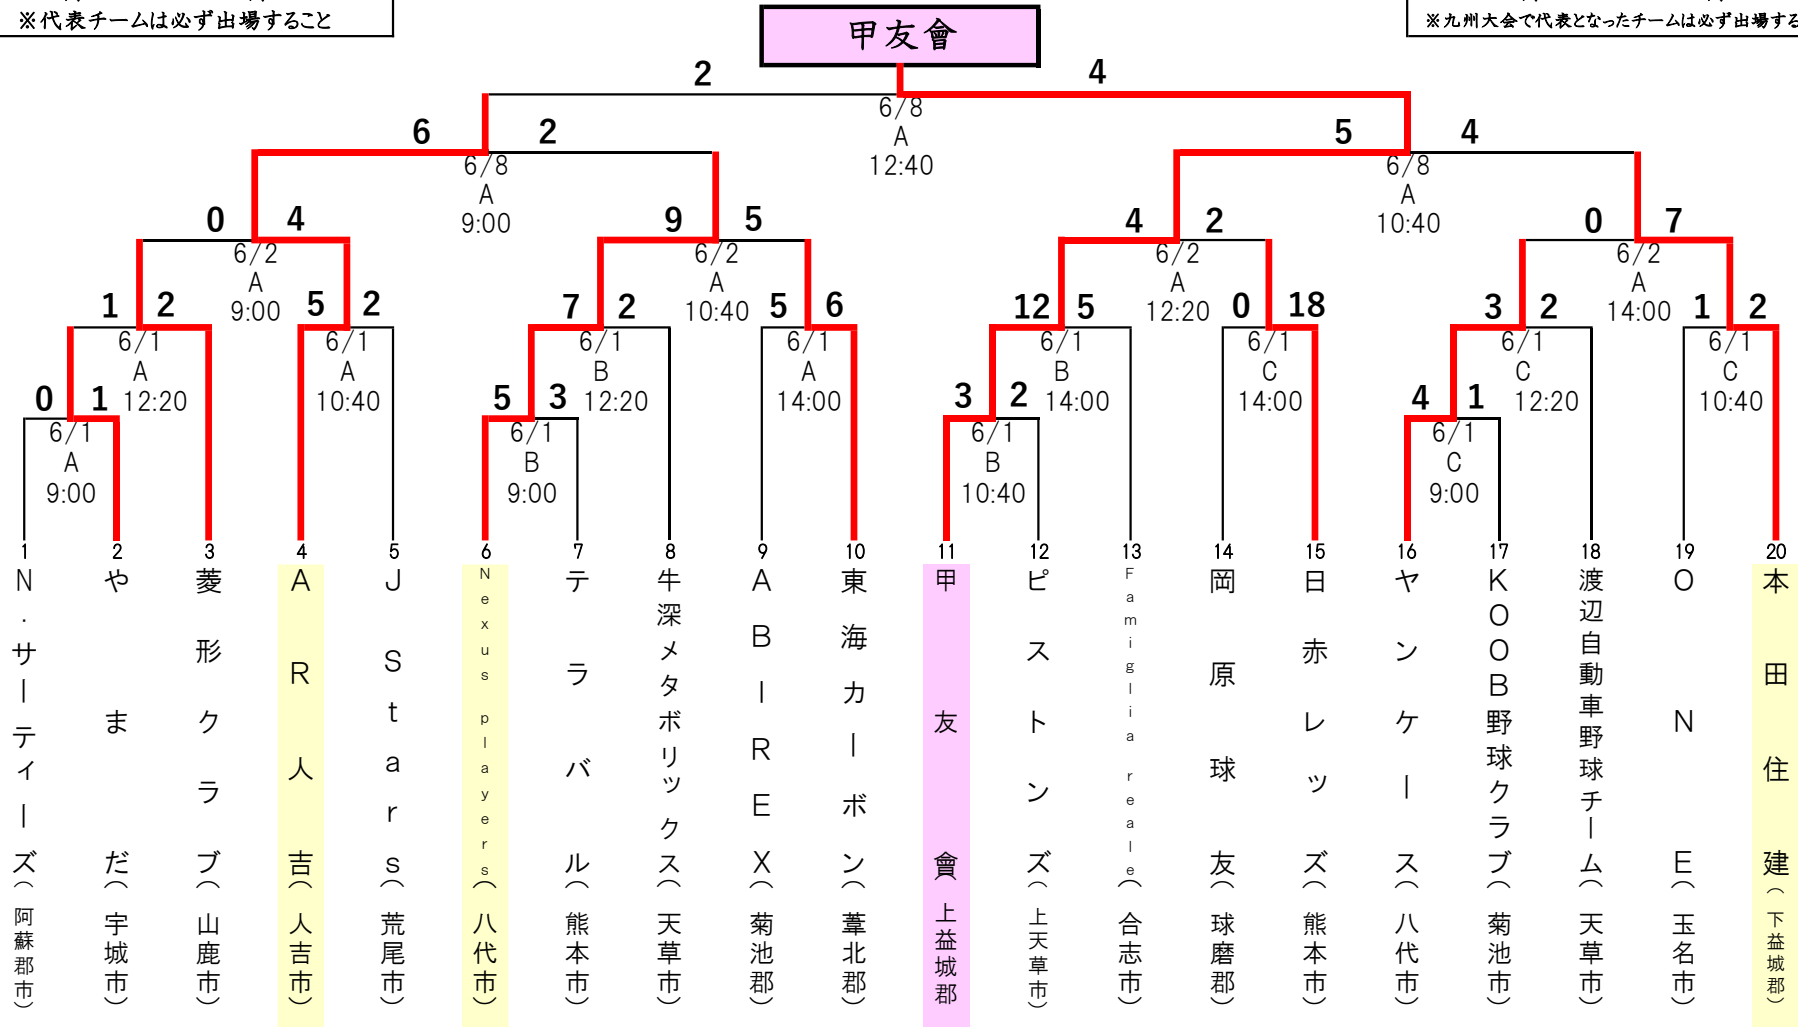 ※代表チームは必ず出場すること
※九州大会で代表となったチームは必ず出場する
甲友會
2 4
6/8
A
12:40
6 2
6/8
A
9:00
5 4
6/8
A
10:40
0 4
6/2
A
9:00
9 5
6/2
A
10:40
4 2
6/2
A
12:20
0 7
6/2
A
14:00
1 2
6/1
A
12:20
5 2
6/1
A
10:40
7 2
6/1
B
12:20
5 6
6/1
A
14:00
12 5
6/1
B
14:00
0 18
6/1
C
14:00
3 2
6/1
C
12:20
1 2
6/1
C
10:40
0 1
6/1
A
9:00
5 3
6/1
B
9:00
3 2
6/1
B
10:40
4 1
6/1
C
9:00
1
N.サーティーズ(阿蘇郡市)
2
やまだ(宇城市)
3
菱形クラブ(山鹿市)
4
AR人吉(人吉市)
5
J Stars(荒尾市)
6
Nexus players(八代市)
7
テラバル(熊本市)
8
牛深メタボリックス(天草市)
9
ABIREX(菊池郡)
10
東海カーボン(葦北郡)
11
甲友會(上益城郡
12
ピストンズ(上天草市)
13
Famiglia reale(合志市)
14
岡原球友(球磨郡)
15
日赤レッズ(熊本市)
16
ヤンケース(八代市)
17
KOOB野球クラブ(菊池市)
18
渡辺自動車野球チーム(天草市)
19
ONE(玉名市)
20
本田住建(下益城郡)